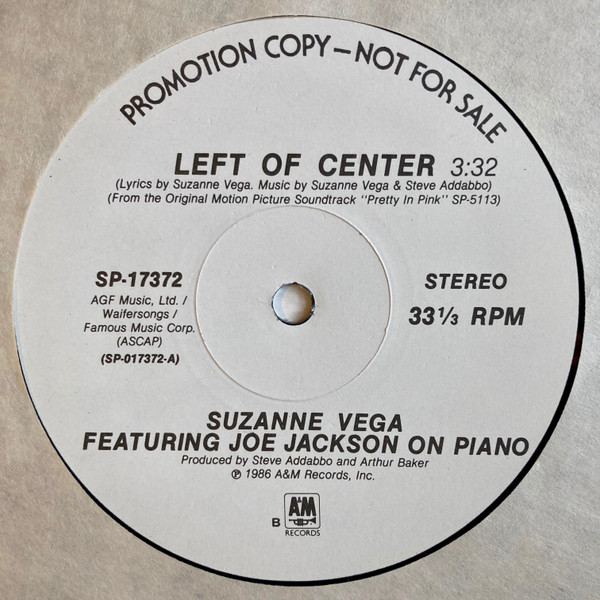 PROMOTION COPY — NOT FOR SALE
LEFT OF CENTER 3:32
(Lyrics by Suzanne Vega. Music by Suzanne Vega & Steve Addabbo)
(From the Original Motion Picture Soundtrack "Pretty In Pink" SP-5113)
SP-17372
AGF Music, Ltd. /
Waifersongs /
Famous Music Corp.
(ASCAP)
(SP-017372-A)
STEREO
33⅓ RPM
SUZANNE VEGA
FEATURING JOE JACKSON ON PIANO
Produced by Steve Addabbo and Arthur Baker
℗ 1986 A&M Records, Inc.
B
A&M
RECORDS